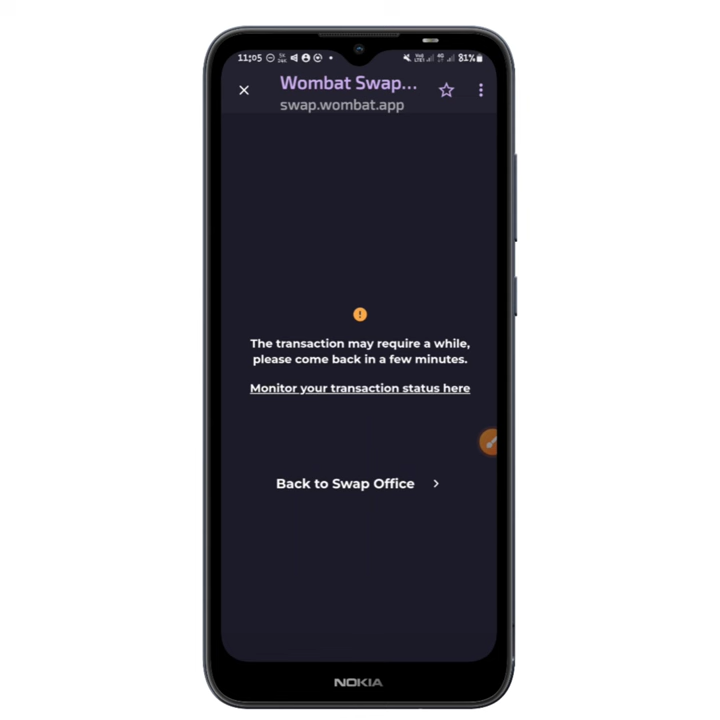 11:05 81%
Wombat Swap...
swap.wombat.app
The transaction may require a while,
please come back in a few minutes.
Monitor your transaction status here
Back to Swap Office
NOKIA